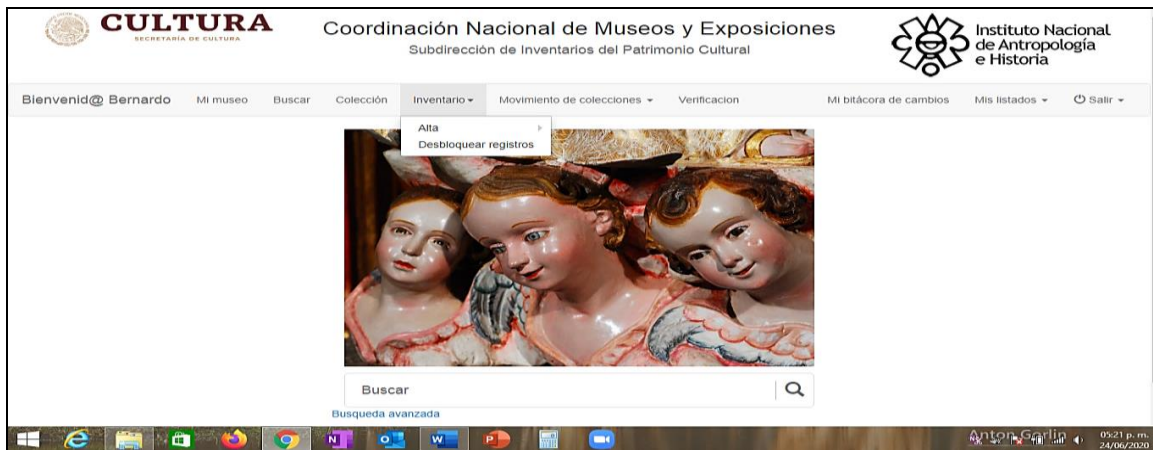 CULTURA
SECRETARÍA DE CULTURA
Coordinación Nacional de Museos y Exposiciones
Subdirección de Inventarios del Patrimonio Cultural
Instituto Nacional
de Antropología
e Historia
Bienvenid@ Bernardo Mi museo Buscar Colección Inventario Movimiento de colecciones Verificacion Mi bitácora de cambios Mis listados Salir
Alta
Desbloquear registros
Buscar
Busqueda avanzada
Anton Garlin 05:21 p. m.
24/06/2020